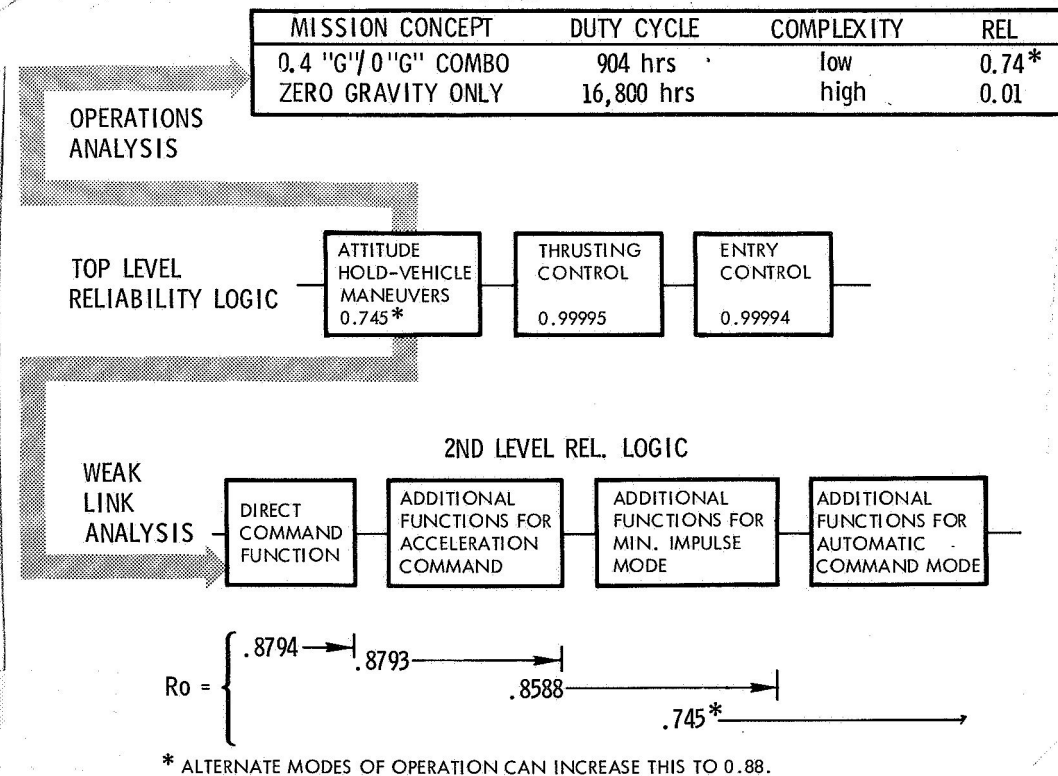 MISSION CONCEPT DUTY CYCLE COMPLEXITY REL
0.4 "G"/0 "G" COMBO 904 hrs low 0.74*
ZERO GRAVITY ONLY 16,800 hrs high 0.01
OPERATIONS
ANALYSIS
TOP LEVEL
RELIABILITY LOGIC
ATTITUDE
HOLD-VEHICLE
MANEUVERS
0.745*
THRUSTING
CONTROL
0.99995
ENTRY
CONTROL
0.99994
2ND LEVEL REL. LOGIC
WEAK
LINK
ANALYSIS
DIRECT
COMMAND
FUNCTION
ADDITIONAL
FUNCTIONS FOR
ACCELERATION
COMMAND
ADDITIONAL
FUNCTIONS FOR
MIN. IMPULSE
MODE
ADDITIONAL
FUNCTIONS FOR
AUTOMATIC
COMMAND MODE
Ro =
.8794
.8793
.8588
.745*
* ALTERNATE MODES OF OPERATION CAN INCREASE THIS TO 0.88.